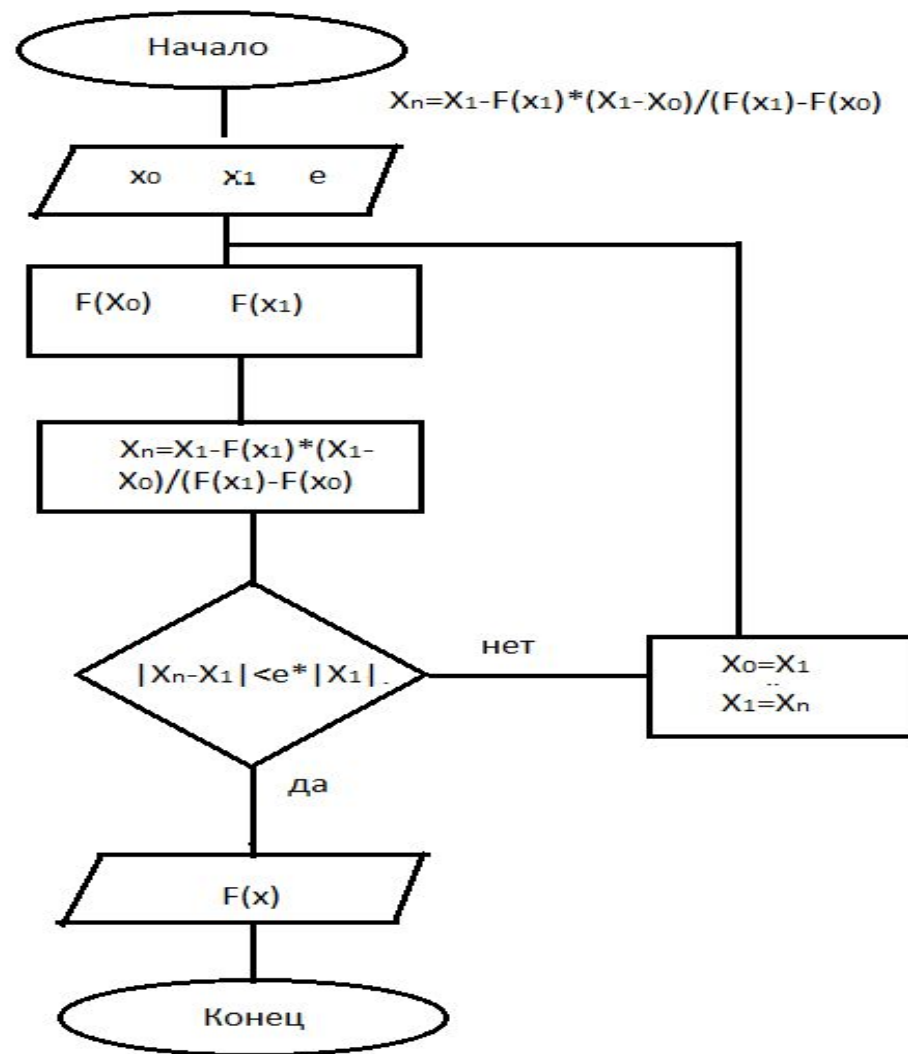 Начало
Xn=X1-F(x1)*(X1-X0)/(F(x1)-F(x0)
x0 x1 e
F(X0) F(x1)
Xn=X1-F(x1)*(X1-
X0)/(F(x1)-F(x0)
|Xn-X1|<e*|X1|.
нет
X0=X1
X1=Xn
да
F(x)
Конец